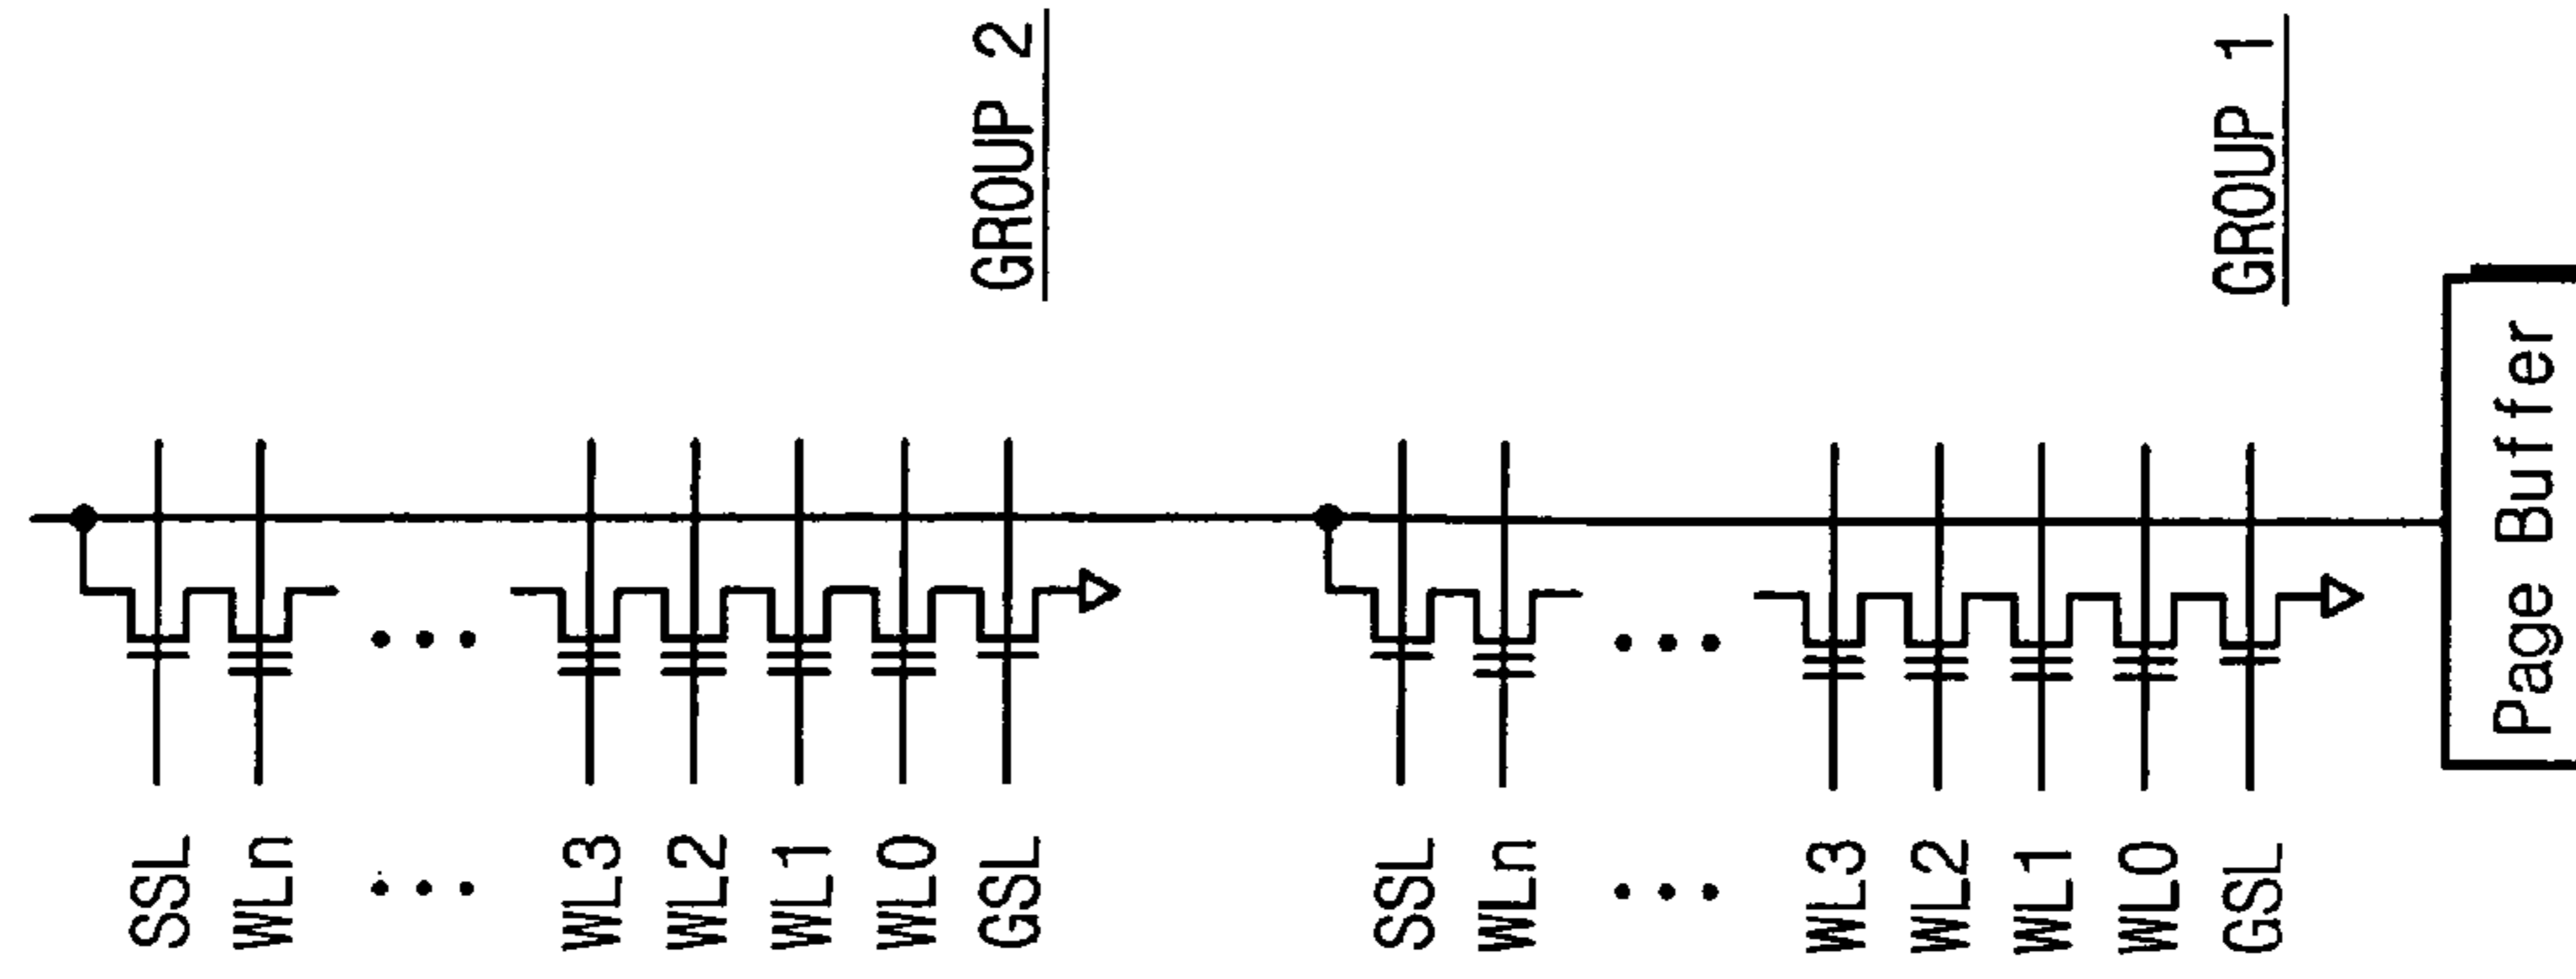 SSL
WLn
...
WL3
WL2
WL1
WL0
GSL
GROUP 2
SSL
WLn
...
WL3
WL2
WL1
WL0
GSL
GROUP 1
Page Buffer